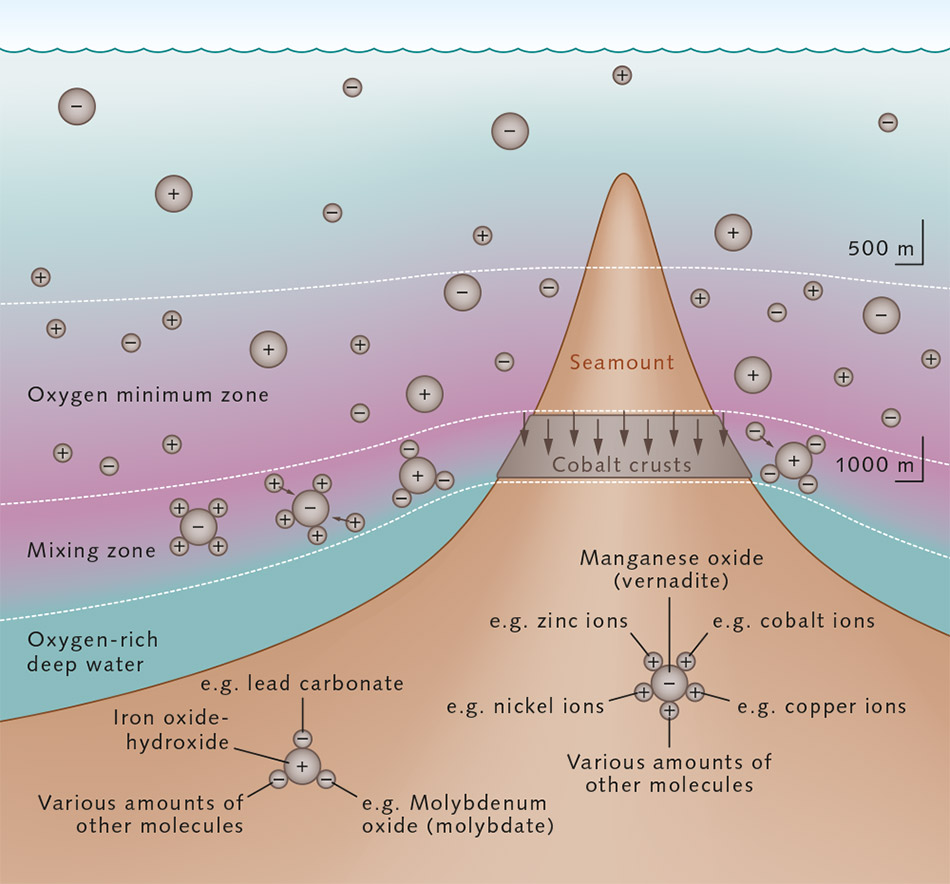 500 m
Seamount
Oxygen minimum zone
Cobalt crusts
1000 m
Mixing zone
Manganese oxide
(vernadite)
e.g. zinc ions
e.g. cobalt ions
Oxygen-rich
deep water
e.g. lead carbonate
e.g. nickel ions
e.g. copper ions
Iron oxide-
hydroxide
Various amounts of
other molecules
Various amounts of
other molecules
e.g. Molybdenum
oxide (molybdate)